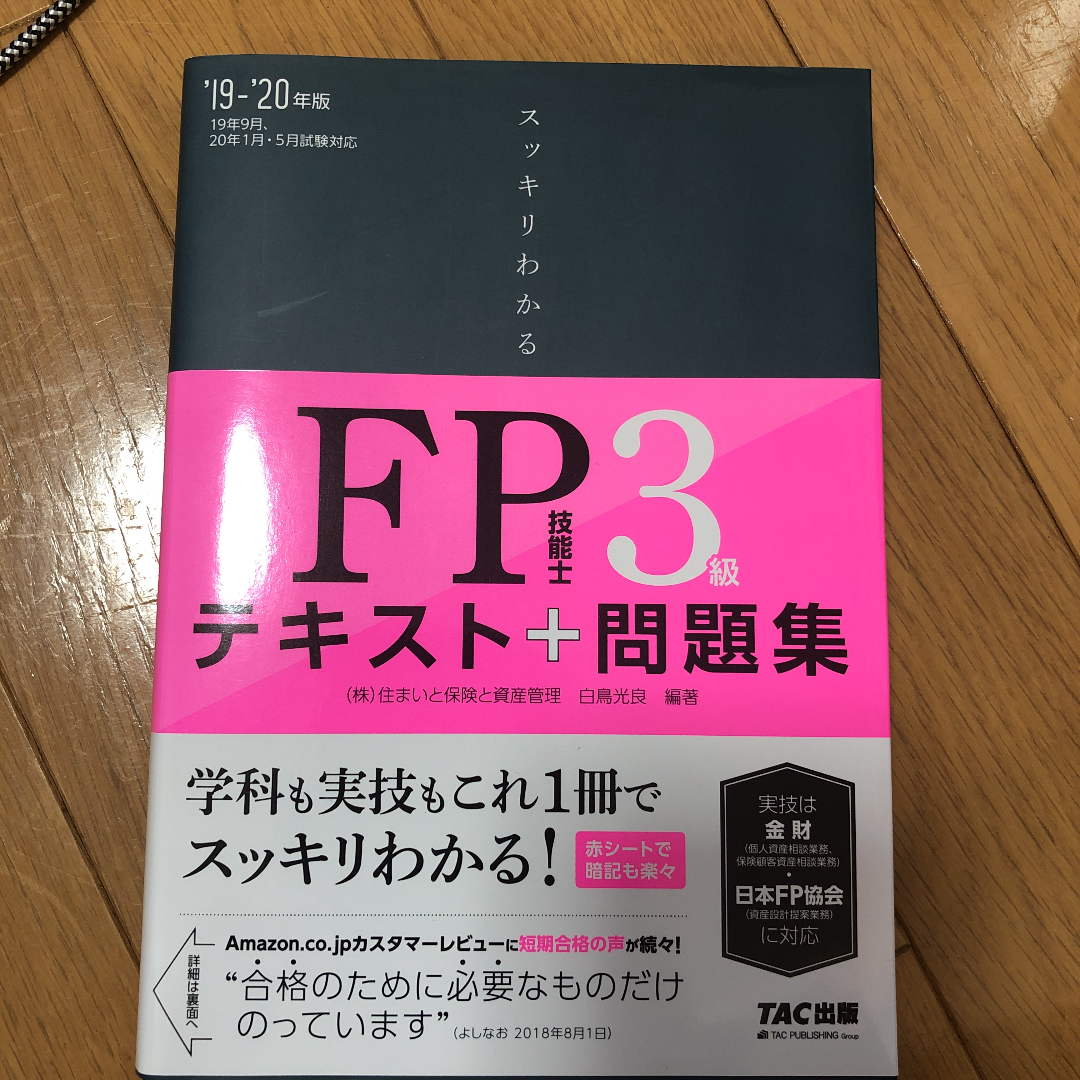 '19-'20年版
19年9月、
20年1月・5月試験対応
スッキリわかる
FP技能士3級
テキスト+問題集
(株)住まいと保険と資産管理 白鳥光良 編著
学科も実技もこれ1冊で
スッキリわかる!
赤シートで
暗記も楽々
実技は
金財
(個人資産相談業務、
保険顧客資産相談業務)
・
日本FP協会
(資産設計提案業務)
に対応
Amazon.co.jpカスタマーレビューに短期合格の声が続々!
“合格のために必要なものだけ
のっています”(よしなお 2018年8月1日)
詳細は裏面へ
TAC出版
TAC PUBLISHING Group